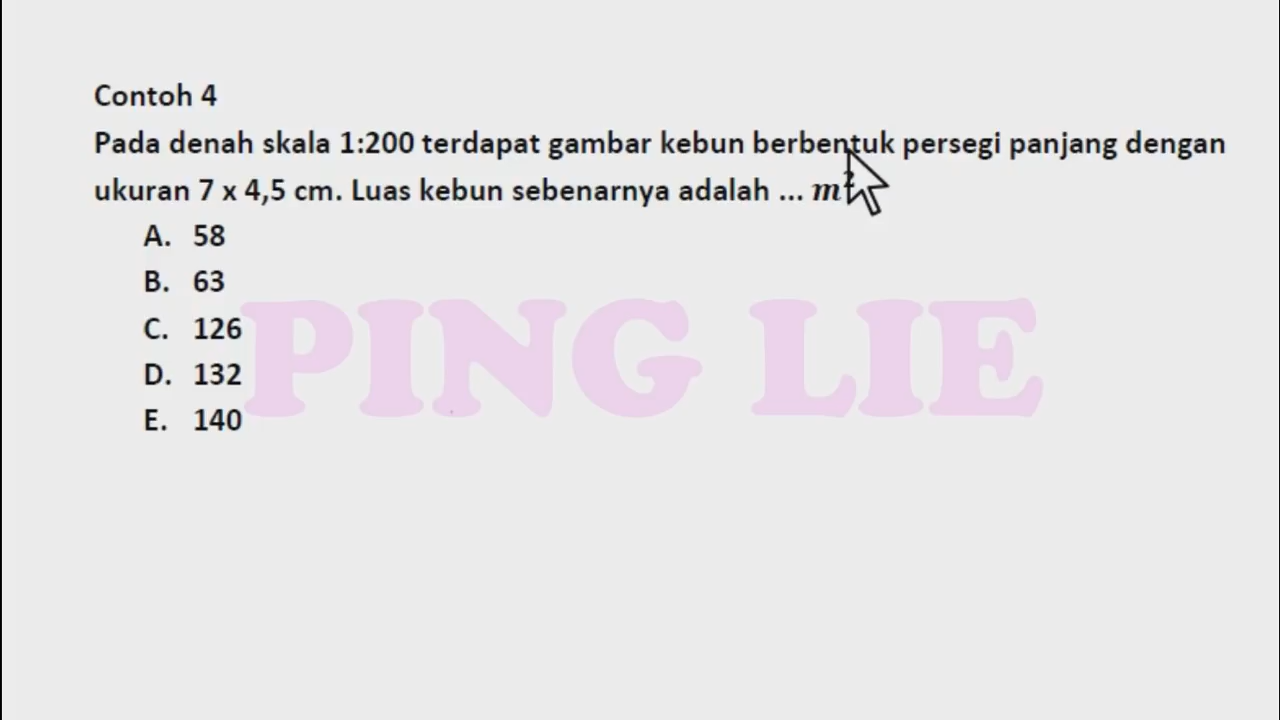 Contoh 4
Pada denah skala 1:200 terdapat gambar kebun berbentuk persegi panjang dengan
ukuran 7 x 4,5 cm. Luas kebun sebenarnya adalah ... m²
A. 58
B. 63
C. 126
D. 132
E. 140
PING LIE